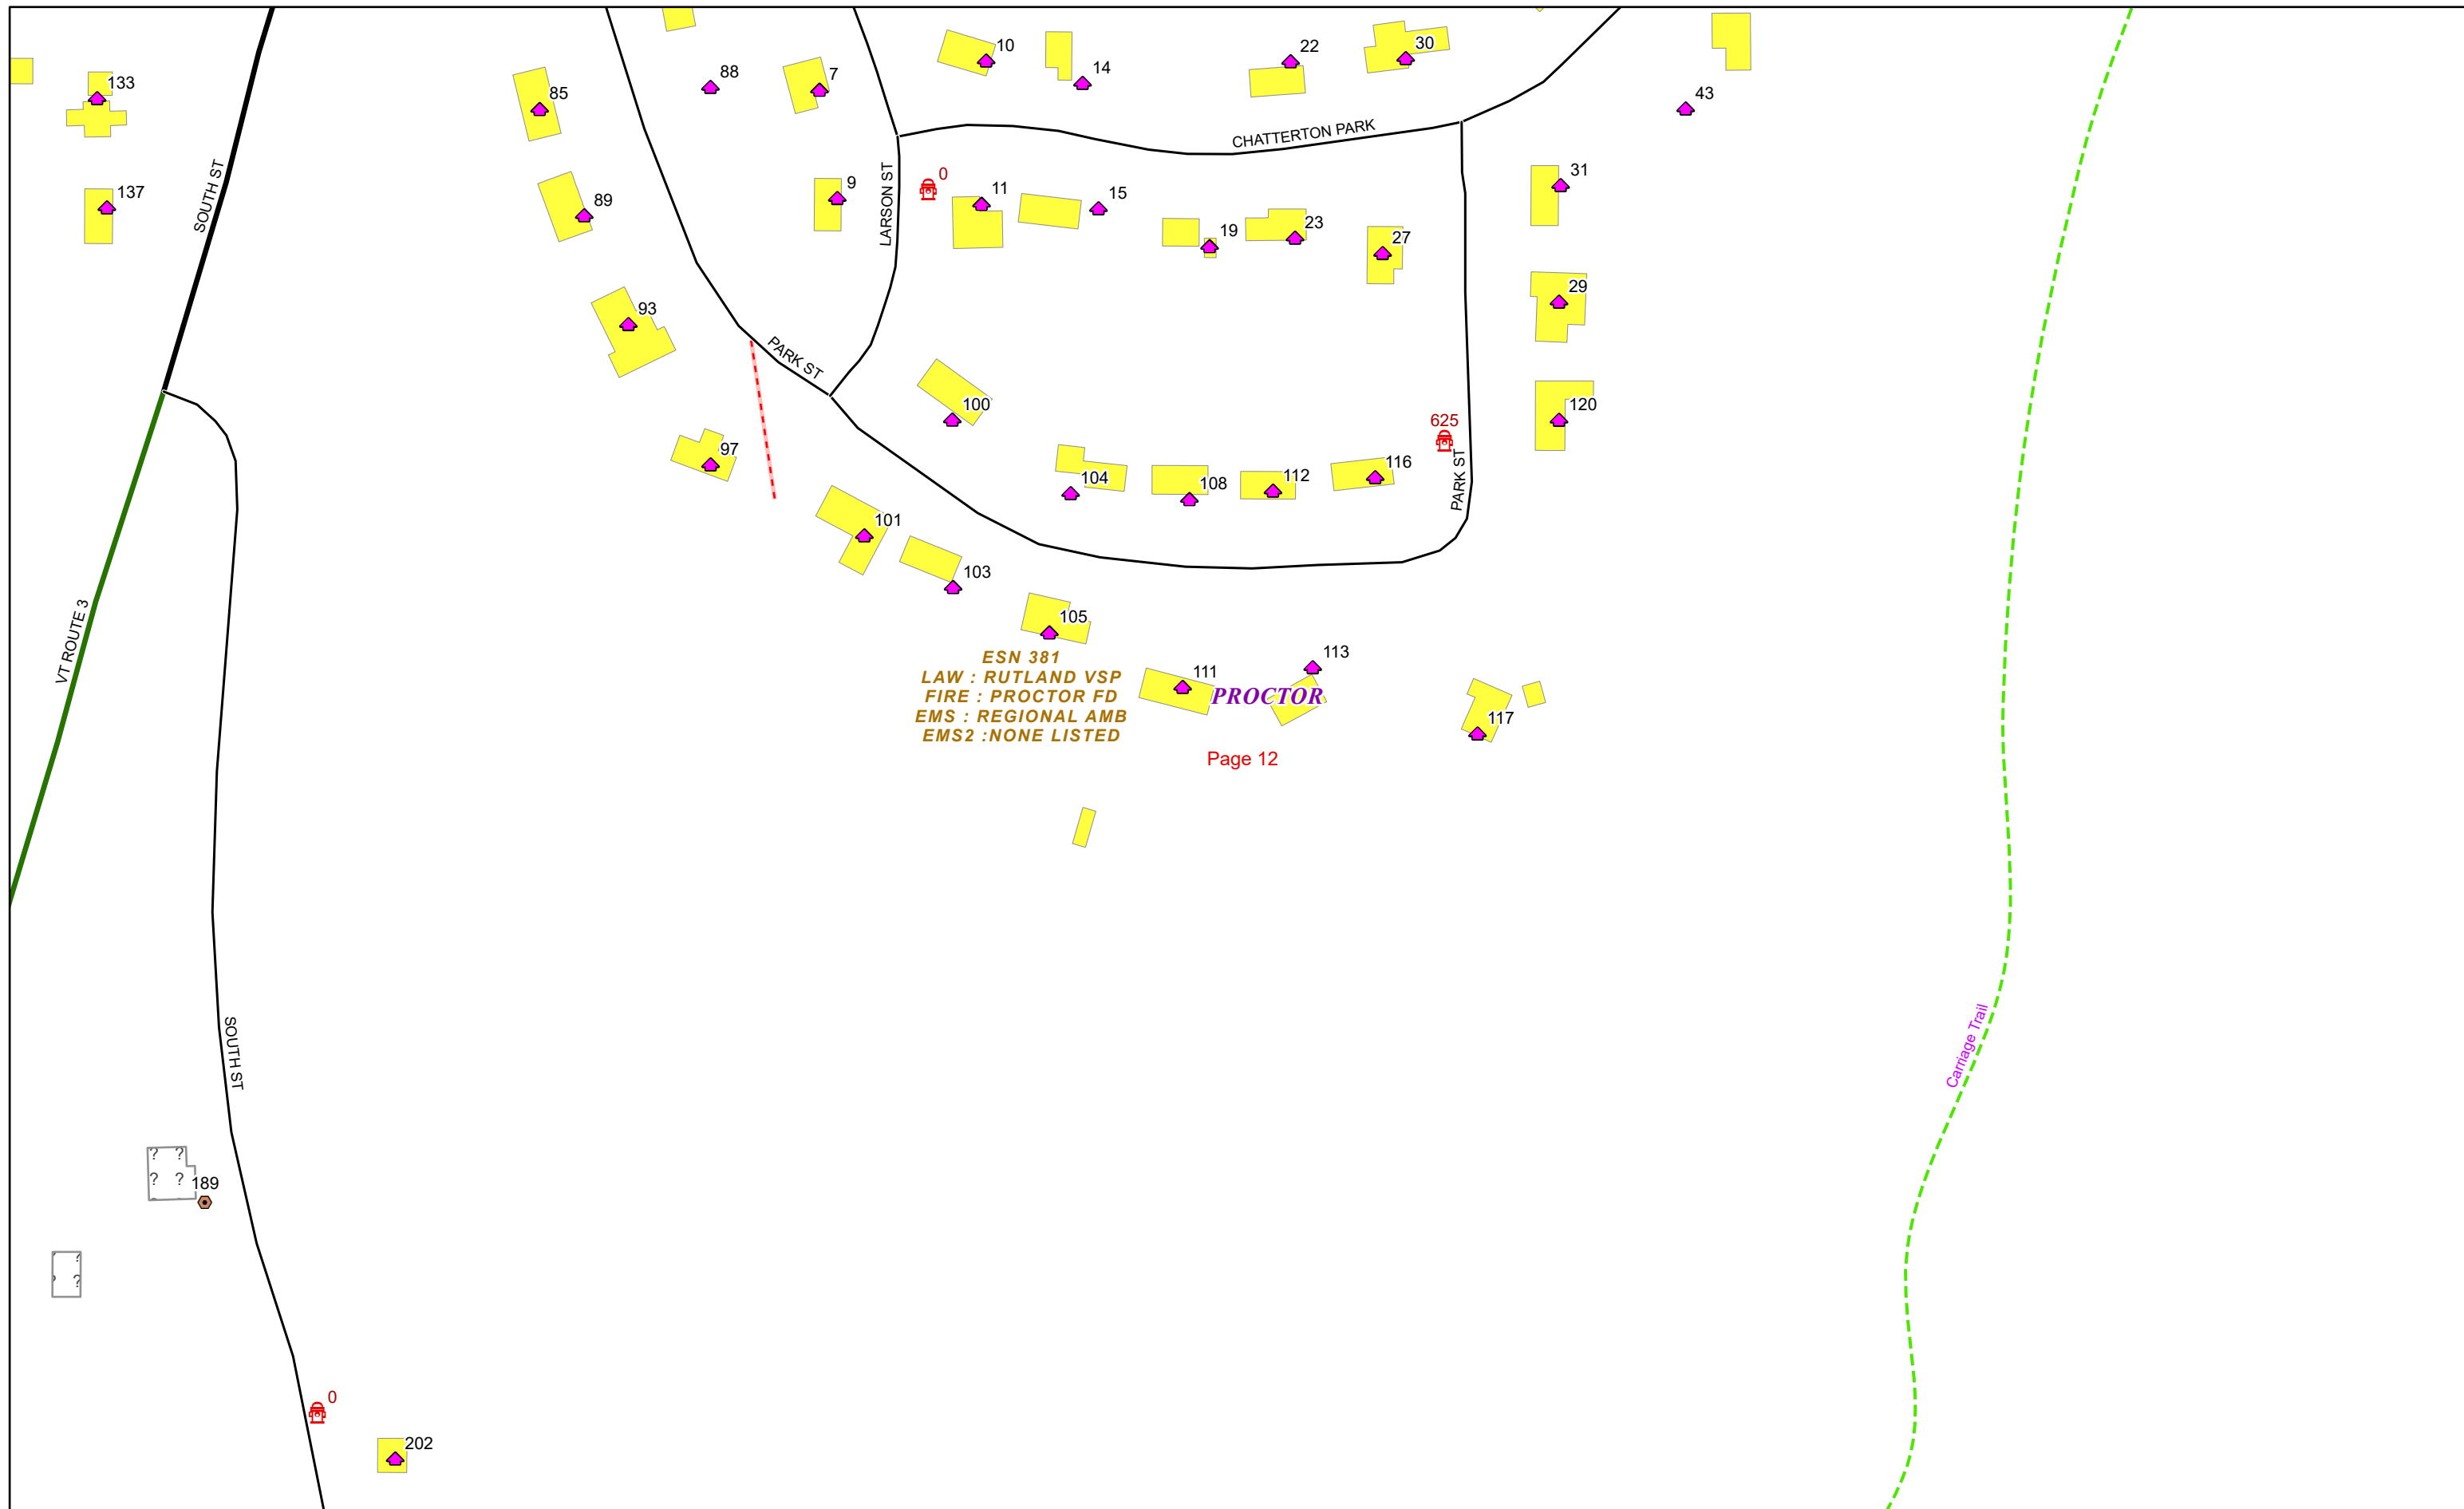 10
22
30
14
133
85
88
7
43
CHATTERTON PARK
SOUTH ST
137
89
9
LARSON ST
0
11
15
19
23
27
31
29
93
PARK ST
100
120
625
97
104
108
112
116
PARK ST
101
103
105
113
111
117
ESN 381
LAW : RUTLAND VSP
FIRE : PROCTOR FD
EMS : REGIONAL AMB
EMS2 :NONE LISTED
PROCTOR
Page 12
VT ROUTE 3
SOUTH ST
Carriage Trail
? ?
? ?
189
?
?
0
202